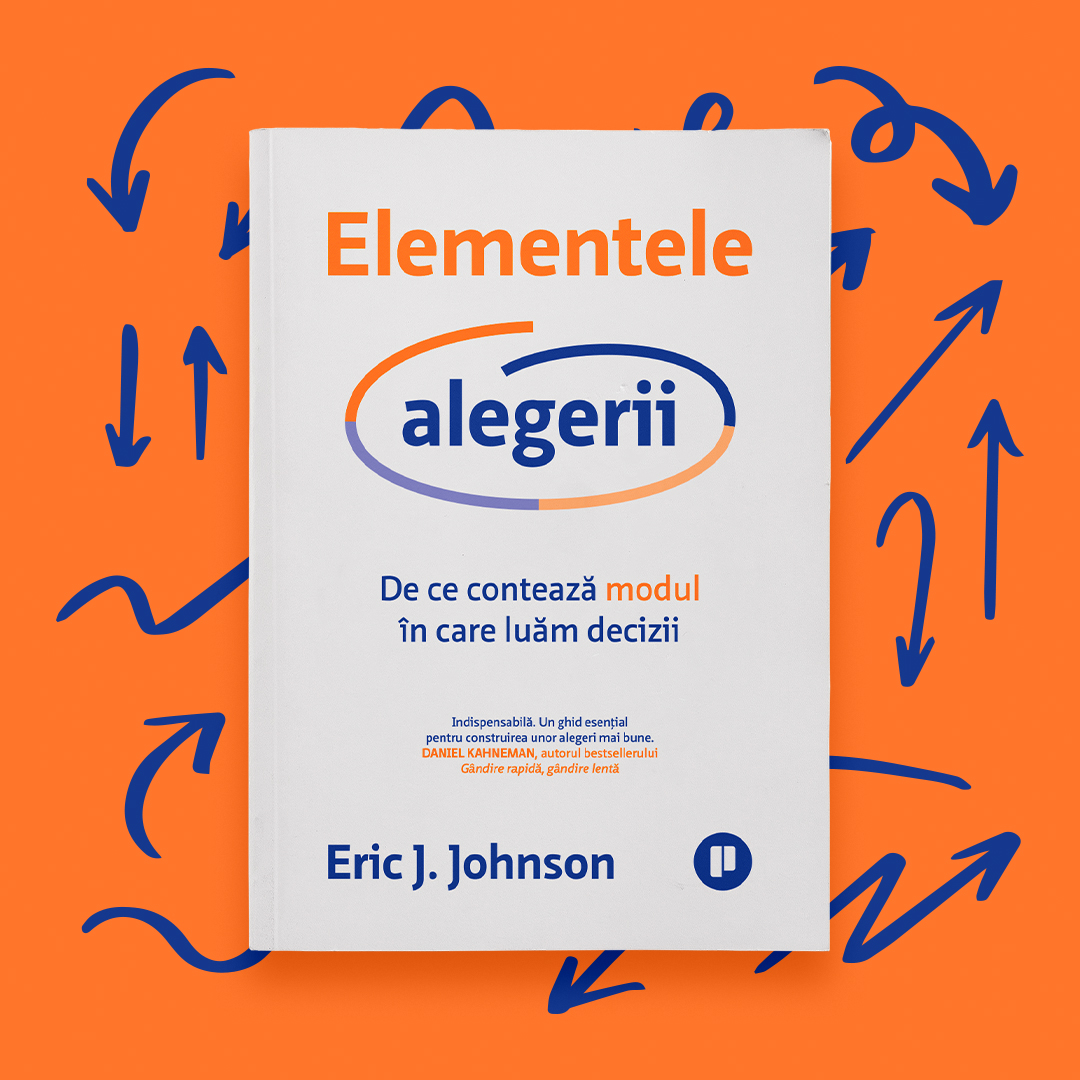 Elementele
alegerii
De ce contează modul
în care luăm decizii
Indispensabilă. Un ghid esențial
pentru construirea unor alegeri mai bune.
DANIEL KAHNEMAN, autorul bestsellerului
Gândire rapidă, gândire lentă
Eric J. Johnson